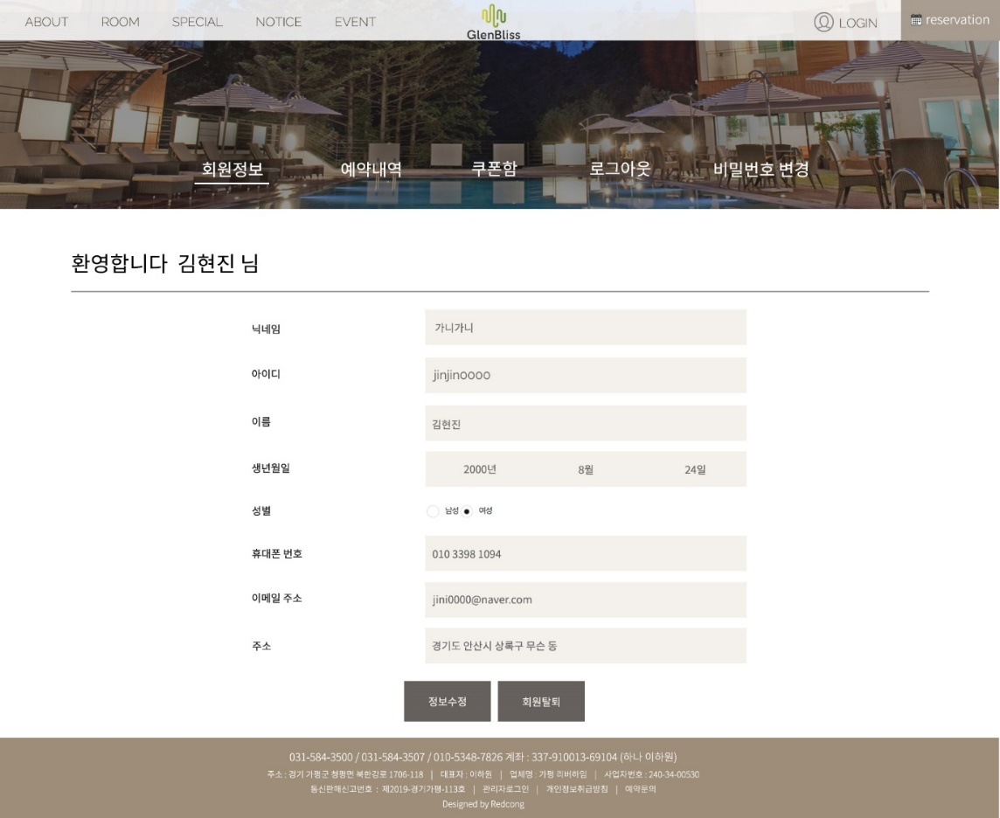 ABOUT ROOM SPECIAL NOTICE EVENT GlenBliss LOGIN reservation
회원정보 예약내역 쿠폰함 로그아웃 비밀번호 변경
환영합니다 김현진 님
닉네임 가니가니
아이디 jinjin0000
이름 김현진
생년월일 2000년 8월 24일
성별 남성 여성
휴대폰 번호 010 3398 1094
이메일 주소 jini0000@naver.com
주소 경기도 안산시 상록구 무슨 동
정보수정 회원탈퇴
031-584-3500 / 031-584-3507 / 010-5348-7826 계좌 : 337-910013-69104 (하나 이하원)
주소 : 경기 가평군 청평면 북한강로 1706-118 | 대표자 : 이하원 | 업체명 : 가평 리버하임 | 사업자번호 : 240-34-00530
통신판매신고번호 : 제2019-경기가평-113호 | 관리자로그인 | 개인정보취급방침 | 예약문의
Designed by Redcong